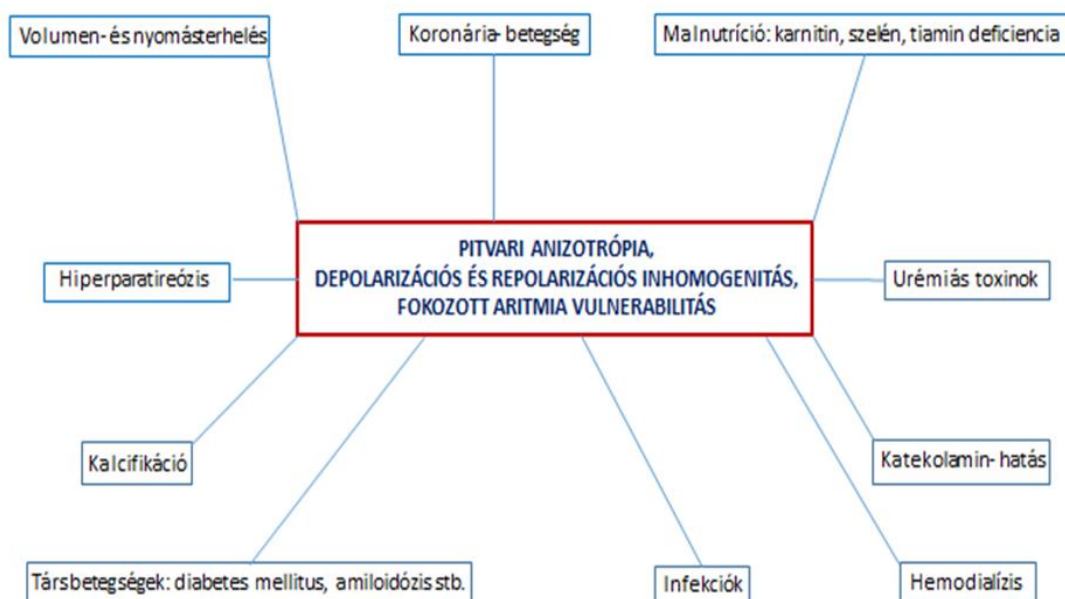 Volumen- és nyomásterhelés
Koronária- betegség
Malnutríció: karnitin, szelén, tiamin deficiencia
PITVARI ANIZOTRÓPIA,
DEPOLARIZÁCIÓS ÉS REPOLARIZÁCIÓS INHOMOGENITÁS,
FOKOZOTT ARITMIA VULNERABILITÁS
Hiperparatireózis
Urémiás toxinok
Kalcifikáció
Katekolamin- hatás
Társbetegségek: diabetes mellitus, amiloidózis stb.
Infekciók
Hemodialízis